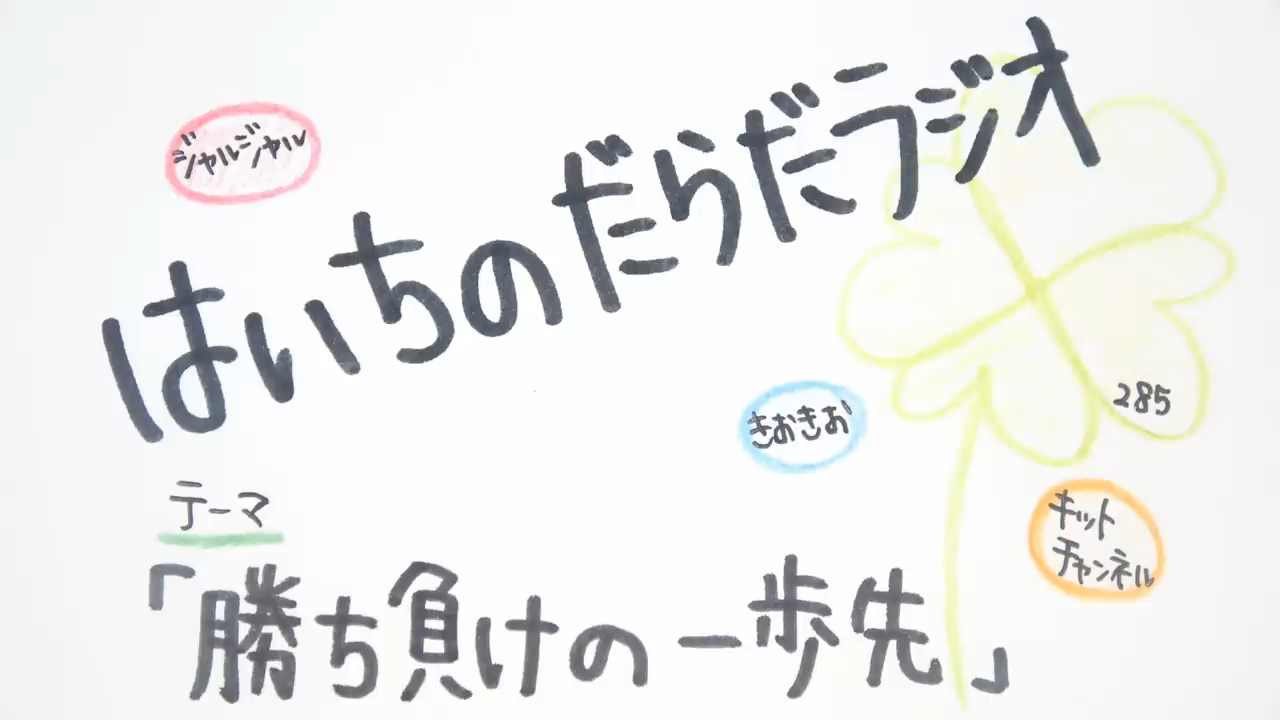 ジャルジャル
はいちのだらだラジオ
285
きおきお
テーマ
キット
チャンネル
「勝ち負けの一歩先」